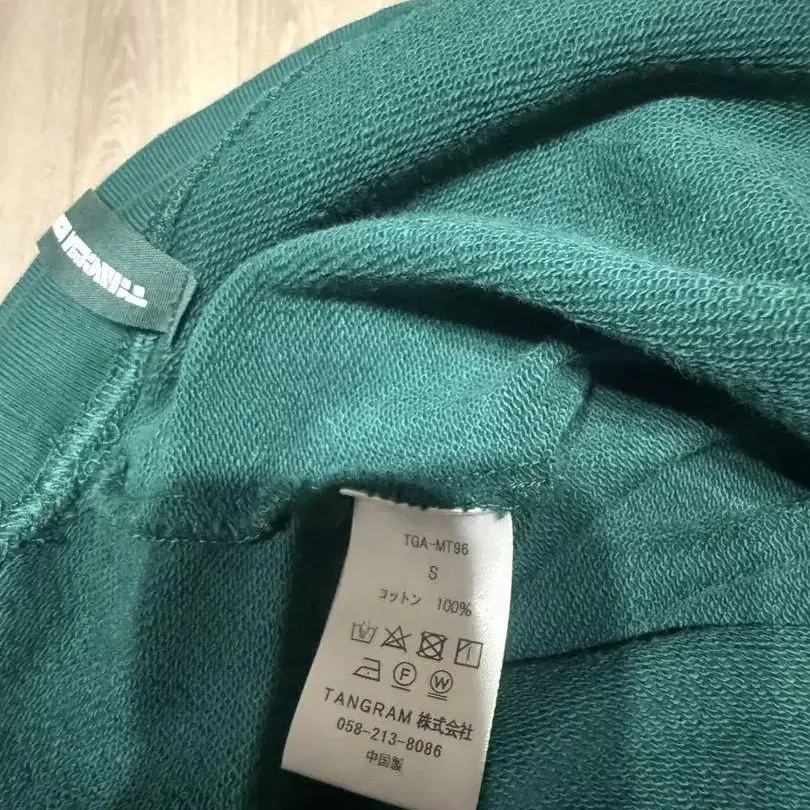 TGA-MT96
S
コットン 100%
F W
TANGRAM 株式会社
058-213-8086
中国製